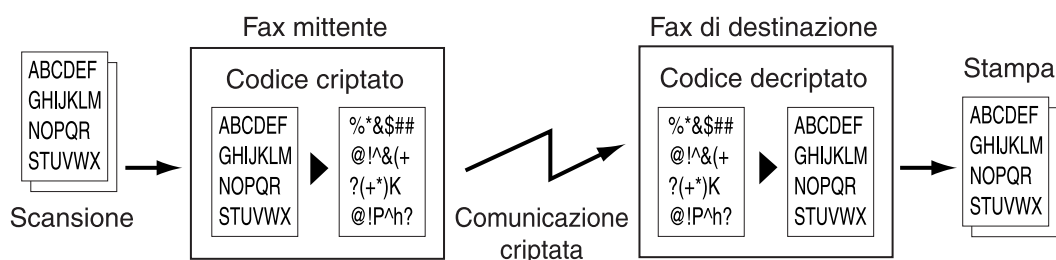 ABCDEF
GHIJKLM
NOPQR
STUVWX
Scansione
Fax mittente
Codice criptato
ABCDEF
GHIJKLM
NOPQR
STUVWX
%*&$##
@!^&(+
?(+*)K
@!P^h?
Comunicazione
criptata
Fax di destinazione
Codice decriptato
%*&$##
@!^&(+
?(+*)K
@!P^h?
ABCDEF
GHIJKLM
NOPQR
STUVWX
Stampa
ABCDEF
GHIJKLM
NOPQR
STUVWX